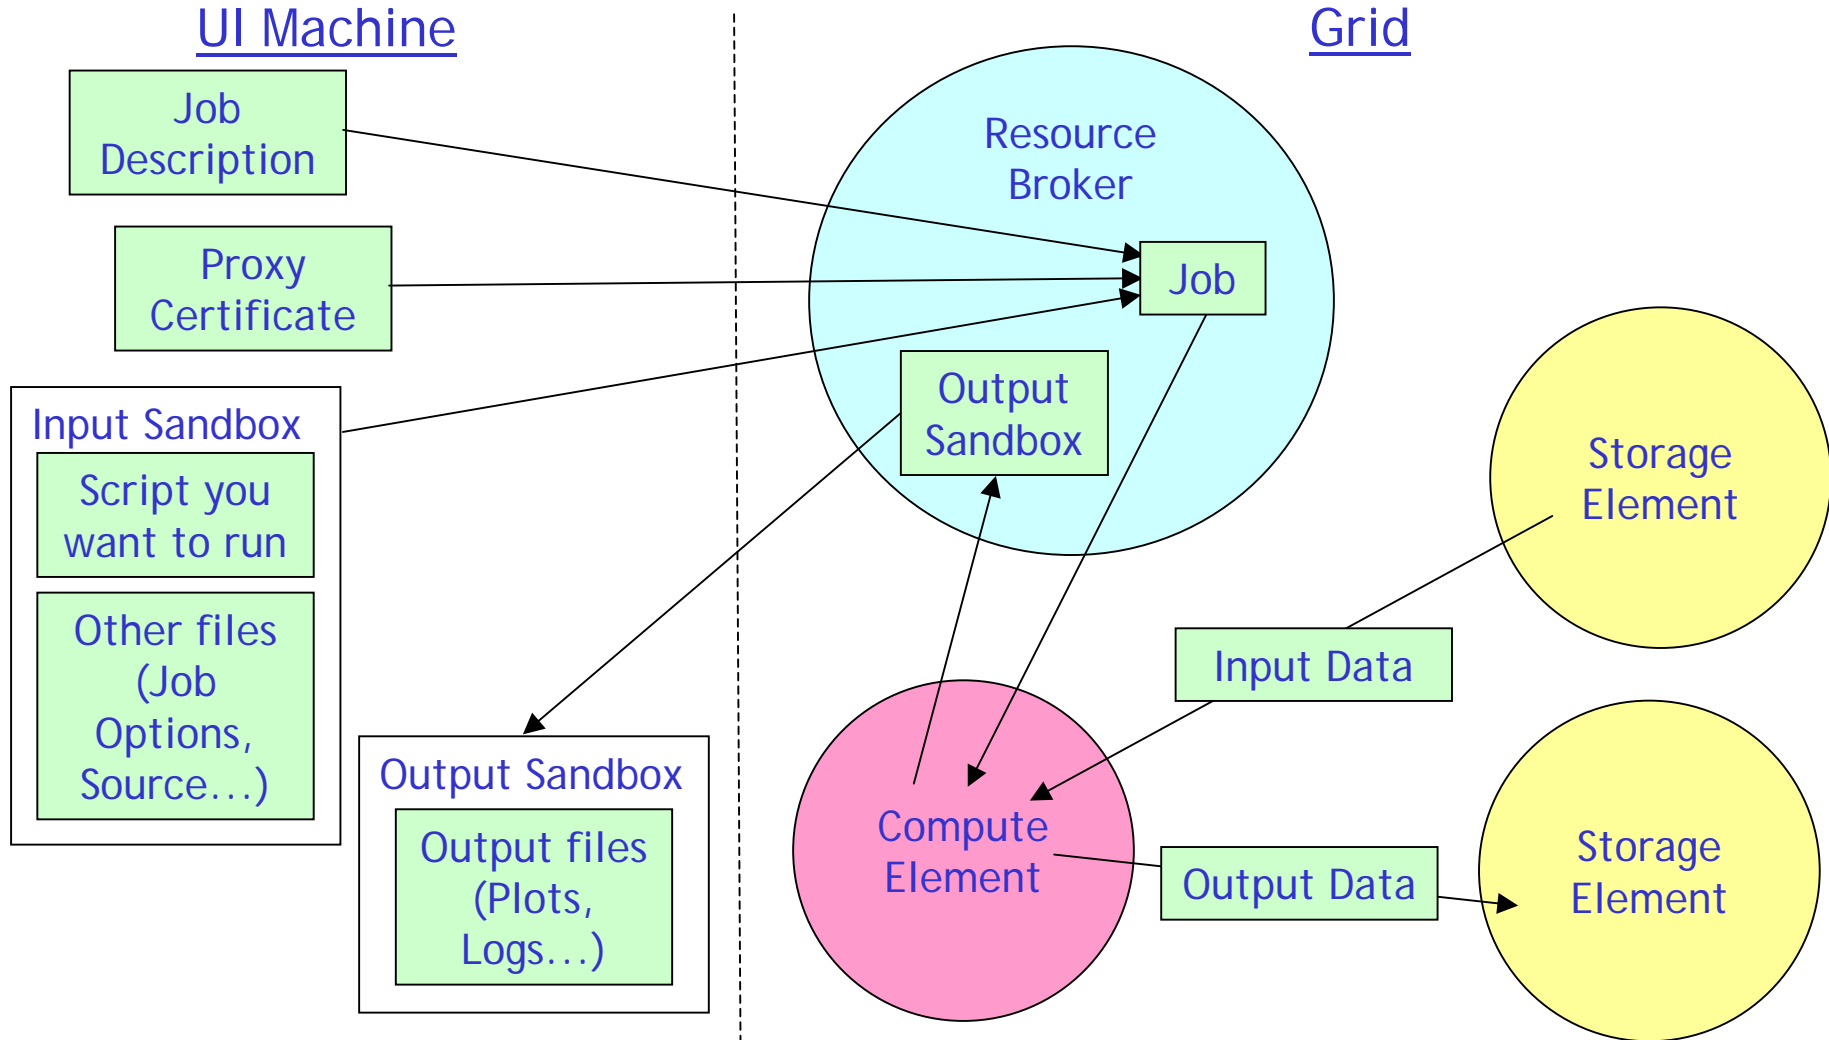 UI Machine
Grid
Job
Description
Proxy
Certificate
Input Sandbox
Script you
want to run
Other files
(Job
Options,
Source...)
Output Sandbox
Output files
(Plots,
Logs...)
Resource
Broker
Job
Output
Sandbox
Storage
Element
Input Data
Compute
Element
Output Data
Storage
Element